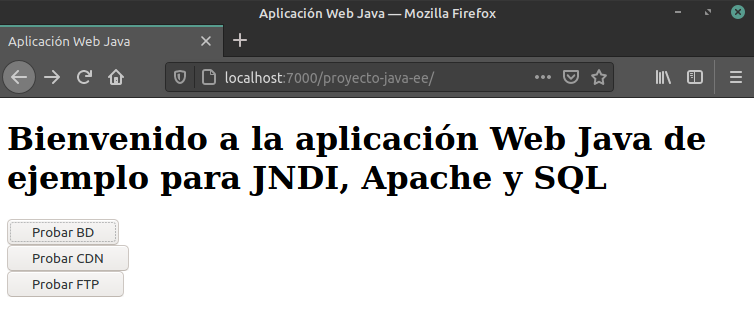 Aplicación Web Java — Mozilla Firefox
Aplicación Web Java
localhost:7000/proyecto-java-ee/
Bienvenido a la aplicación Web Java de
ejemplo para JNDI, Apache y SQL
Probar BD
Probar CDN
Probar FTP